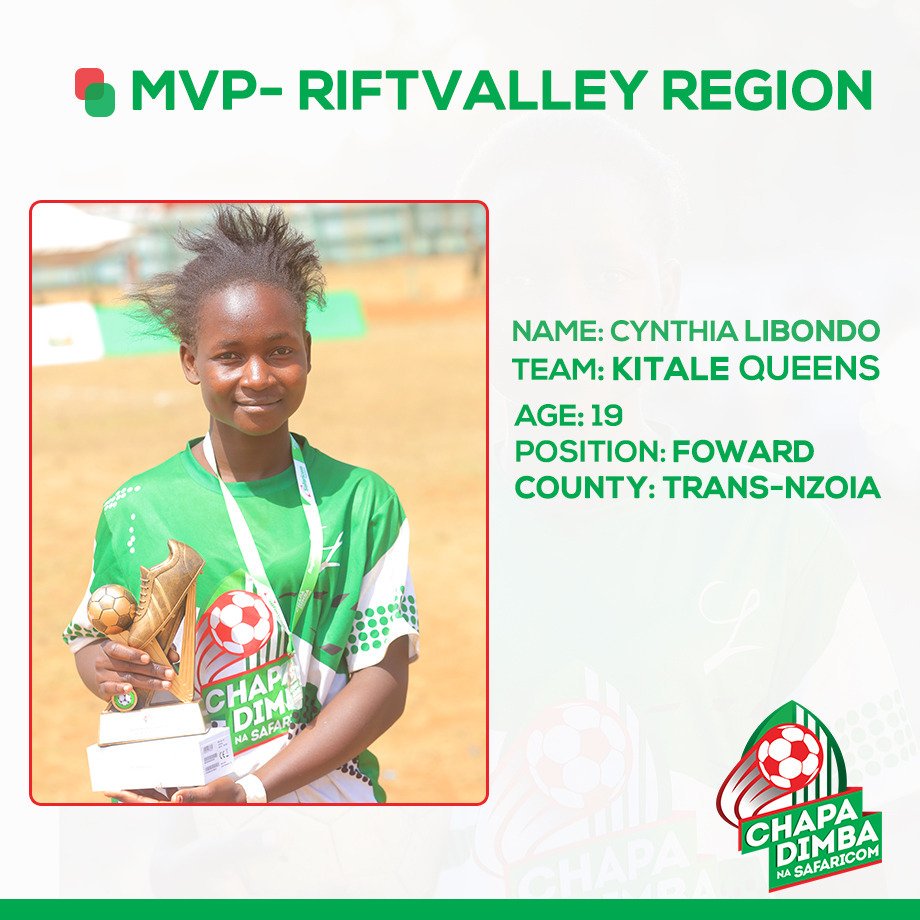 MVP- RIFTVALLEY REGION
NAME: CYNTHIA LIBONDO
TEAM: KITALE QUEENS
AGE: 19
POSITION: FOWARD
COUNTY: TRANS-NZOIA
CHAPA
DIMBA
NA SAFARICOM
CHAPA
DIMBA
NA SAFARICOM